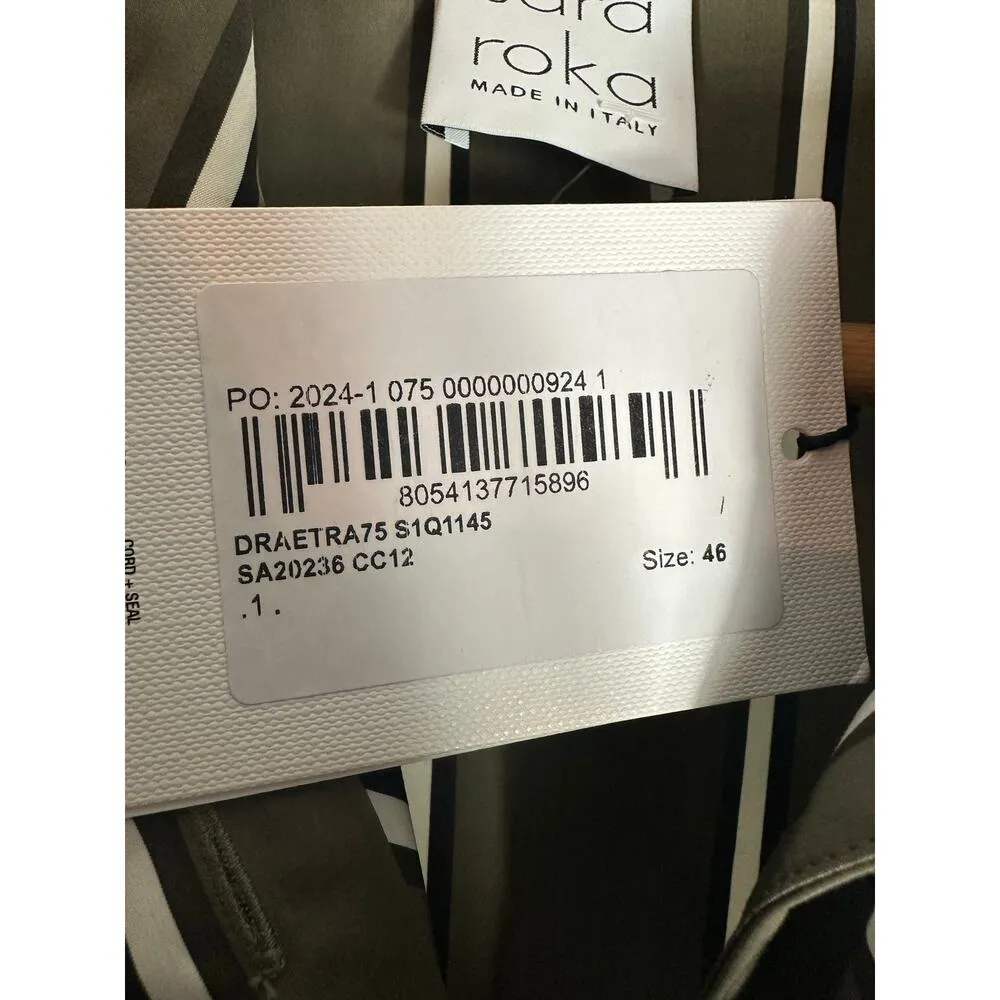 sara
roka
MADE IN ITALY
PO: 2024-1 075 0000000924 1
8054137715896
DRAETRA75 S1Q1145
SA20236 CC12
Size: 46
.1 .
CORD + SEAL